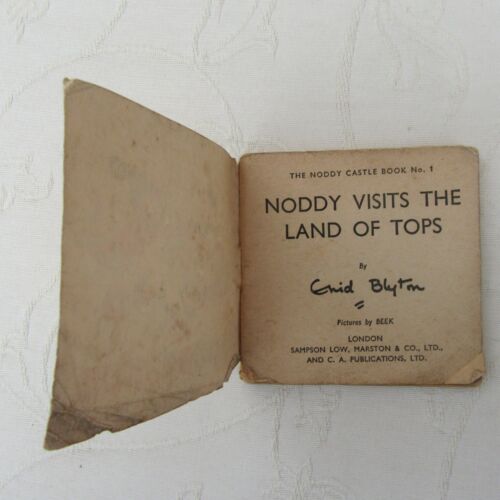 THE NODDY CASTLE BOOK No. 1
NODDY VISITS THE
LAND OF TOPS
By
Enid Blyton
Pictures by BEEK
LONDON
SAMPSON LOW, MARSTON & CO., LTD.,
AND C. A. PUBLICATIONS, LTD.